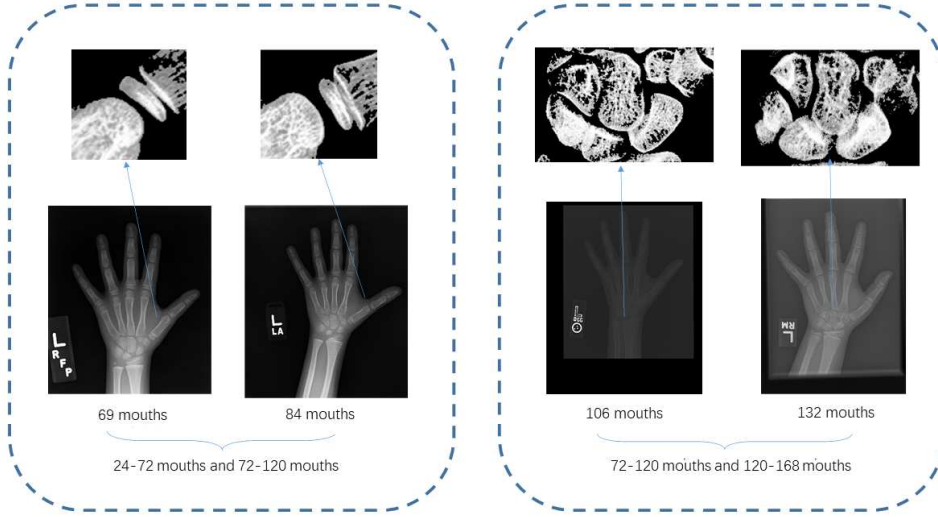 L
R
F
P
L
LA
L
RM
69 mouths
84 mouths
106 mouths
132 mouths
24-72 mouths and 72-120 mouths
72-120 mouths and 120-168 mouths